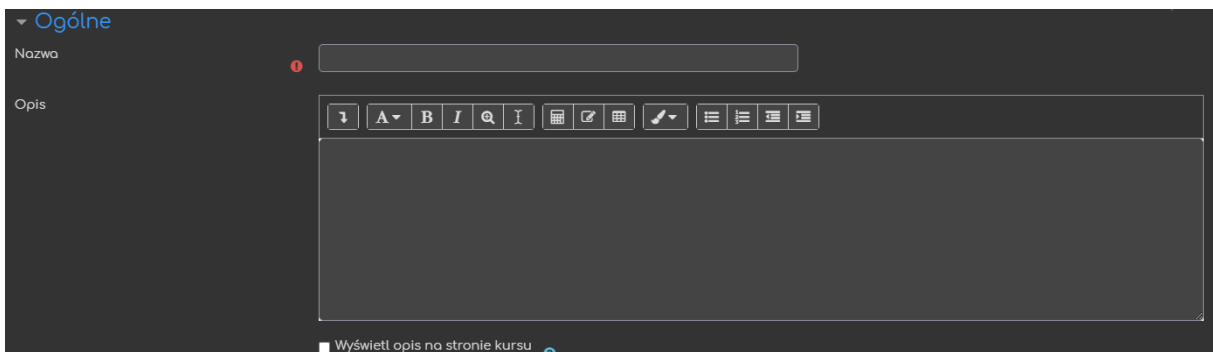 Ogólne
Nazwa
Opis
A B I
Wyświetl opis na stronie kursu